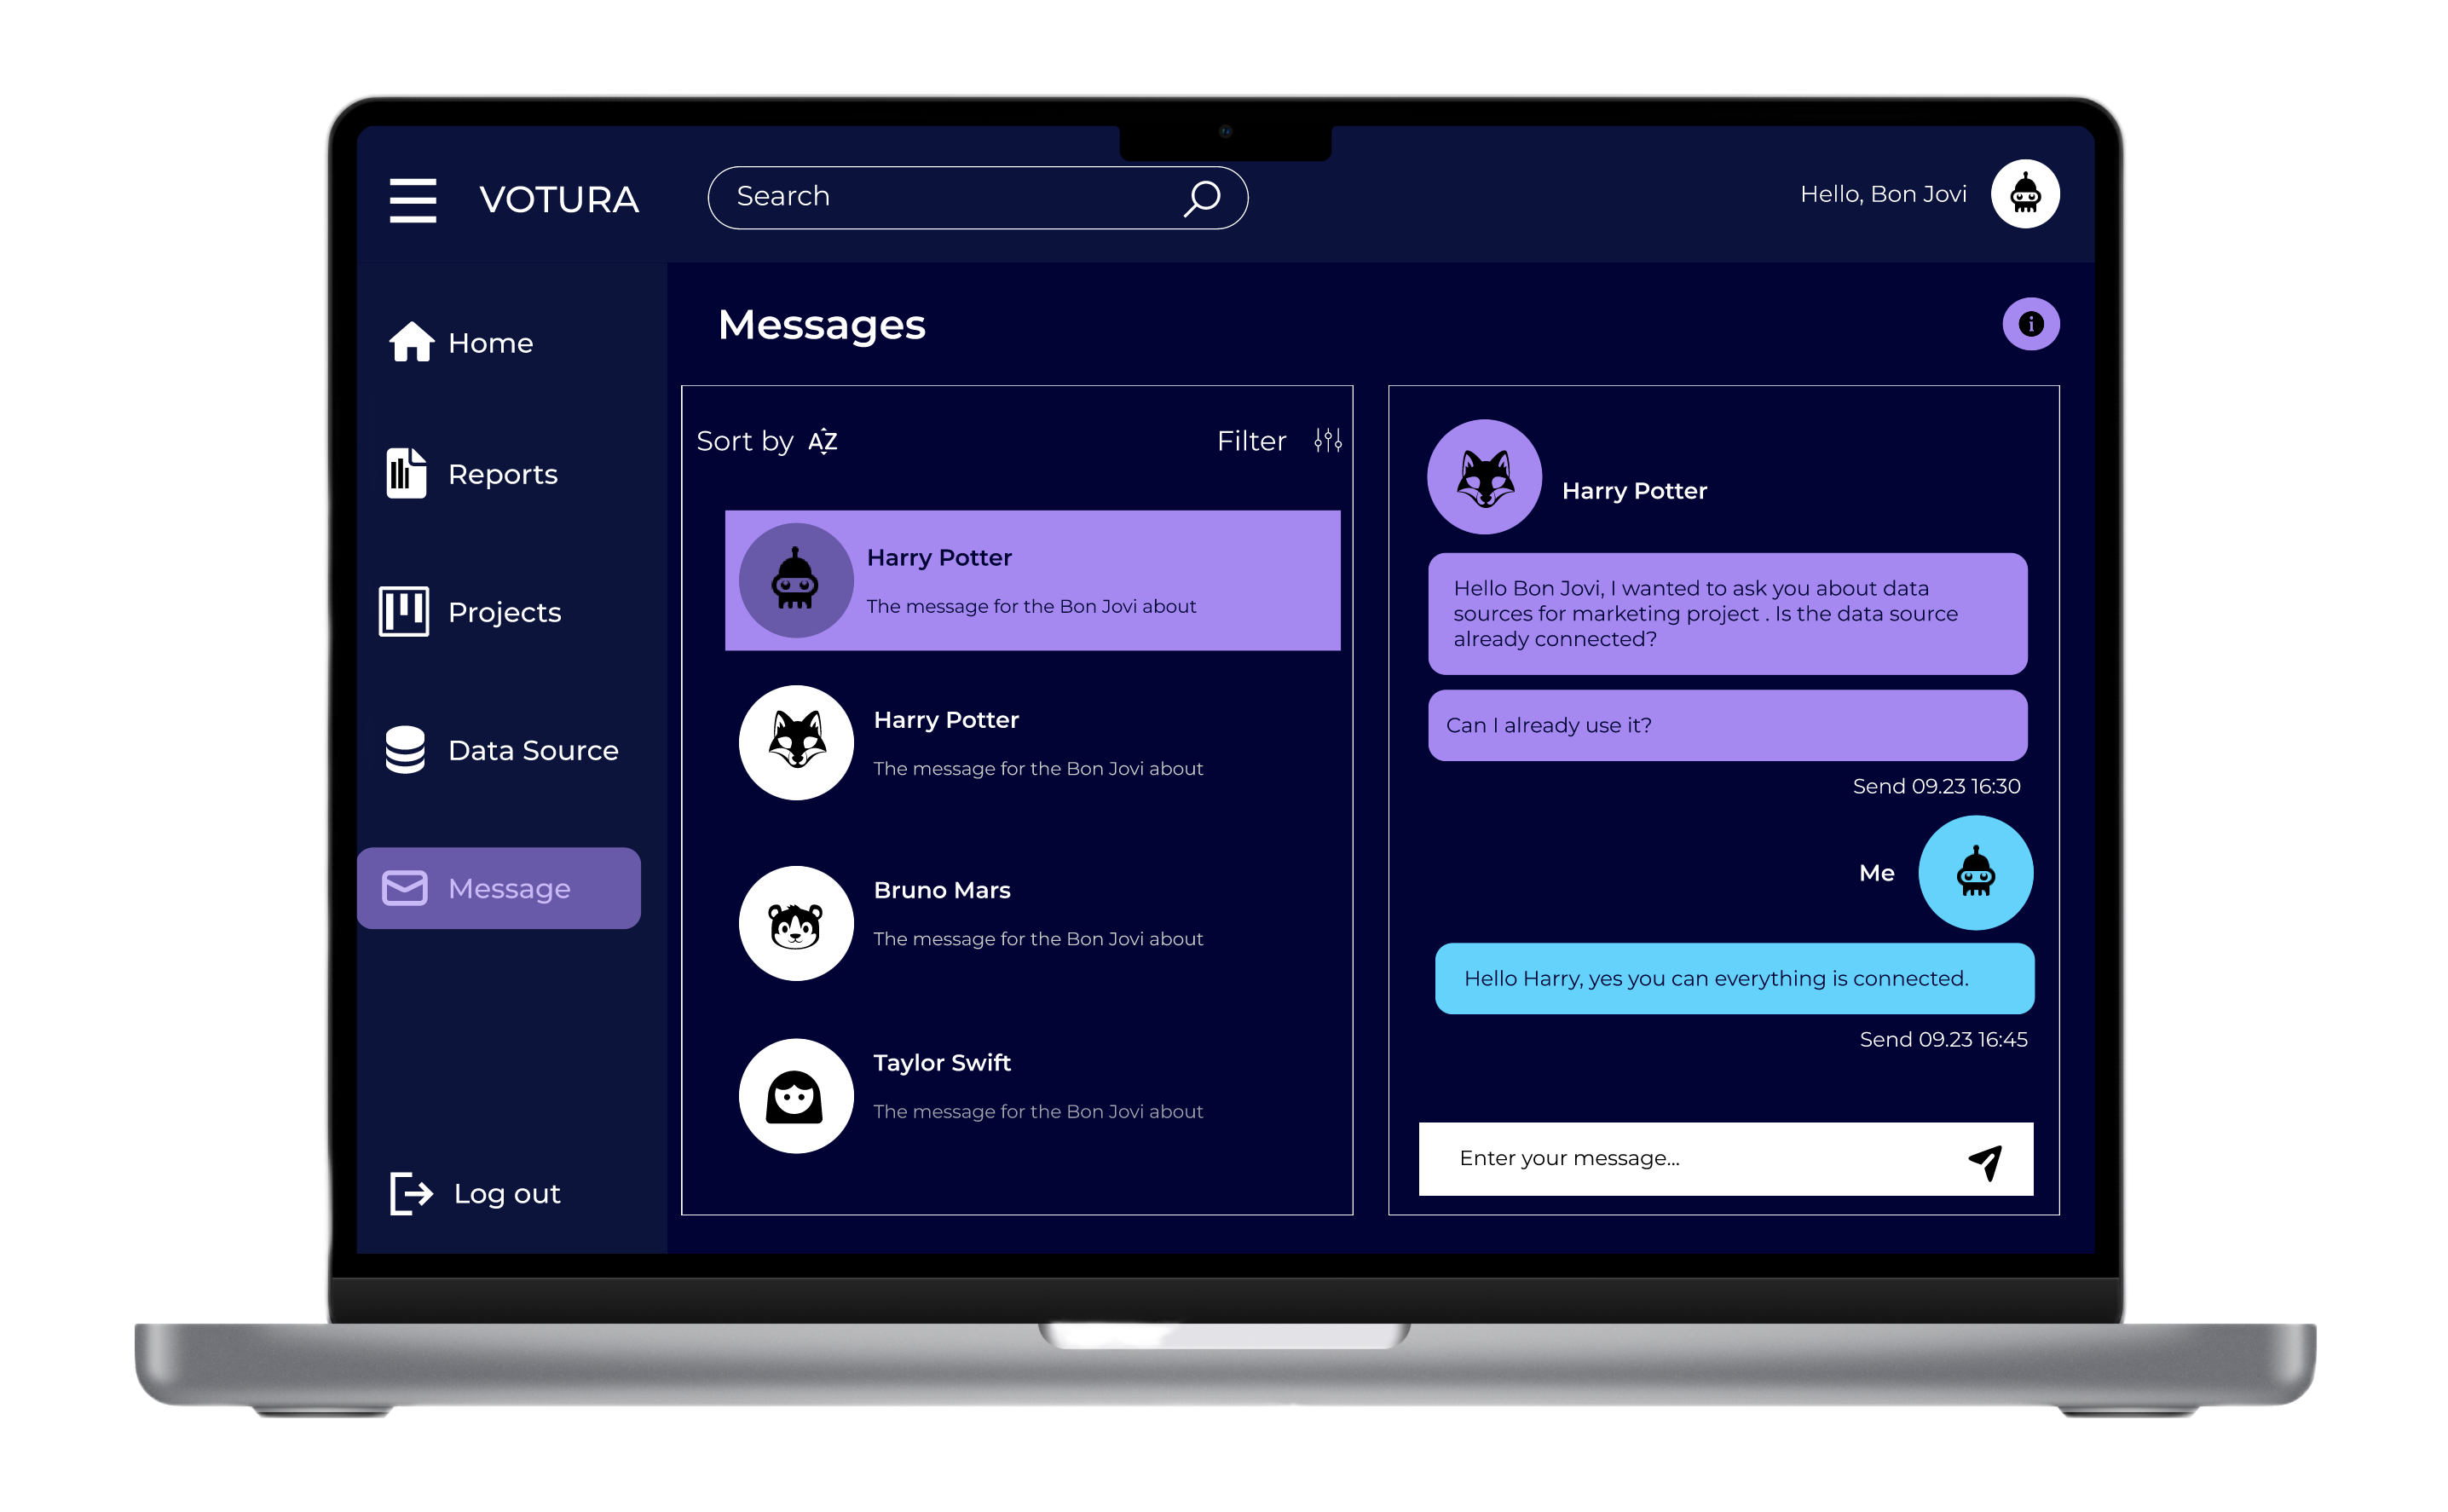 VOTURA
Search
Hello, Bon Jovi
Home
Reports
Projects
Data Source
Message
Log out
Messages
i
Sort by AZ
Filter
Harry Potter
The message for the Bon Jovi about
Harry Potter
The message for the Bon Jovi about
Bruno Mars
The message for the Bon Jovi about
Taylor Swift
The message for the Bon Jovi about
Harry Potter
Hello Bon Jovi, I wanted to ask you about data
sources for marketing project . Is the data source
already connected?
Can I already use it?
Send 09.23 16:30
Me
Hello Harry, yes you can everything is connected.
Send 09.23 16:45
Enter your message...